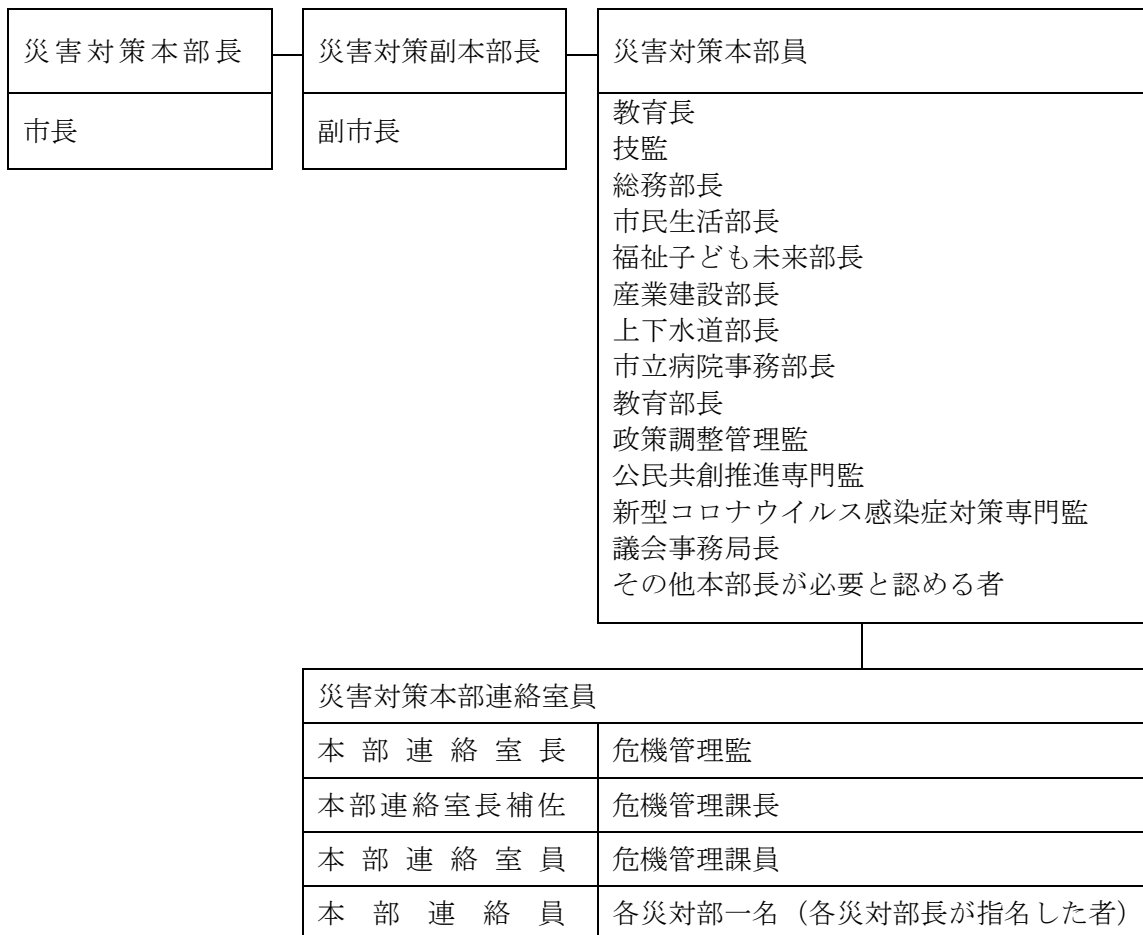 災害対策本部長
市長
災害対策副本部長
副市長
災害対策本部員
教育長
技監
総務部長
市民生活部長
福祉子ども未来部長
産業建設部長
上下水道部長
市立病院事務部長
教育部長
政策調整管理監
公民共創推進専門監
新型コロナウイルス感染症対策専門監
議会事務局長
その他本部長が必要と認める者
災害対策本部連絡室員
本部連絡室長 危機管理監
本部連絡室長補佐 危機管理課長
本部連絡室員 危機管理課員
本部連絡員 各災対部一名（各災対部長が指名した者）